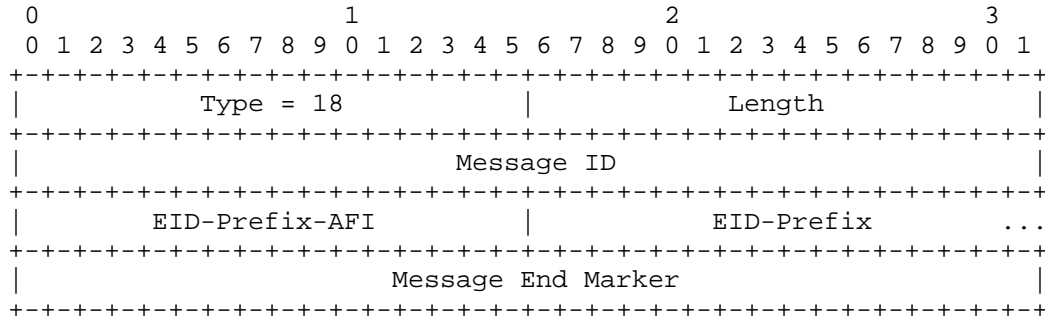 0                   1                   2                   3
 0 1 2 3 4 5 6 7 8 9 0 1 2 3 4 5 6 7 8 9 0 1 2 3 4 5 6 7 8 9 0 1
+-+-+-+-+-+-+-+-+-+-+-+-+-+-+-+-+-+-+-+-+-+-+-+-+-+-+-+-+-+-+-+-+
|           Type = 18           |            Length             |
+-+-+-+-+-+-+-+-+-+-+-+-+-+-+-+-+-+-+-+-+-+-+-+-+-+-+-+-+-+-+-+-+
|                           Message ID                          |
+-+-+-+-+-+-+-+-+-+-+-+-+-+-+-+-+-+-+-+-+-+-+-+-+-+-+-+-+-+-+-+-+
|        EID-Prefix-AFI         |           EID-Prefix        ...
+-+-+-+-+-+-+-+-+-+-+-+-+-+-+-+-+-+-+-+-+-+-+-+-+-+-+-+-+-+-+-+-+
|                       Message End Marker                      |
+-+-+-+-+-+-+-+-+-+-+-+-+-+-+-+-+-+-+-+-+-+-+-+-+-+-+-+-+-+-+-+-+